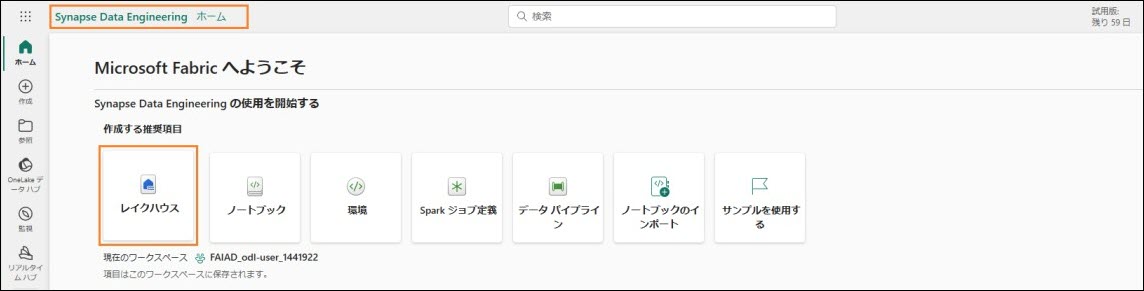 Synapse Data Engineering ホーム
検索
試用版:
残り 59 日
ホーム
作成
参照
OneLake デ
ータ ハブ
監視
リアルタイ
ム ハブ
Microsoft Fabric へようこそ
Synapse Data Engineering の使用を開始する
作成する推奨項目
レイクハウス
ノートブック
環境
Spark ジョブ定義
データ パイプライ
ン
ノートブックのイ
ンポート
サンプルを使用す
る
現在のワークスペース FAIAD_odl-user_1441922
項目はこのワークスペースに保存されます。